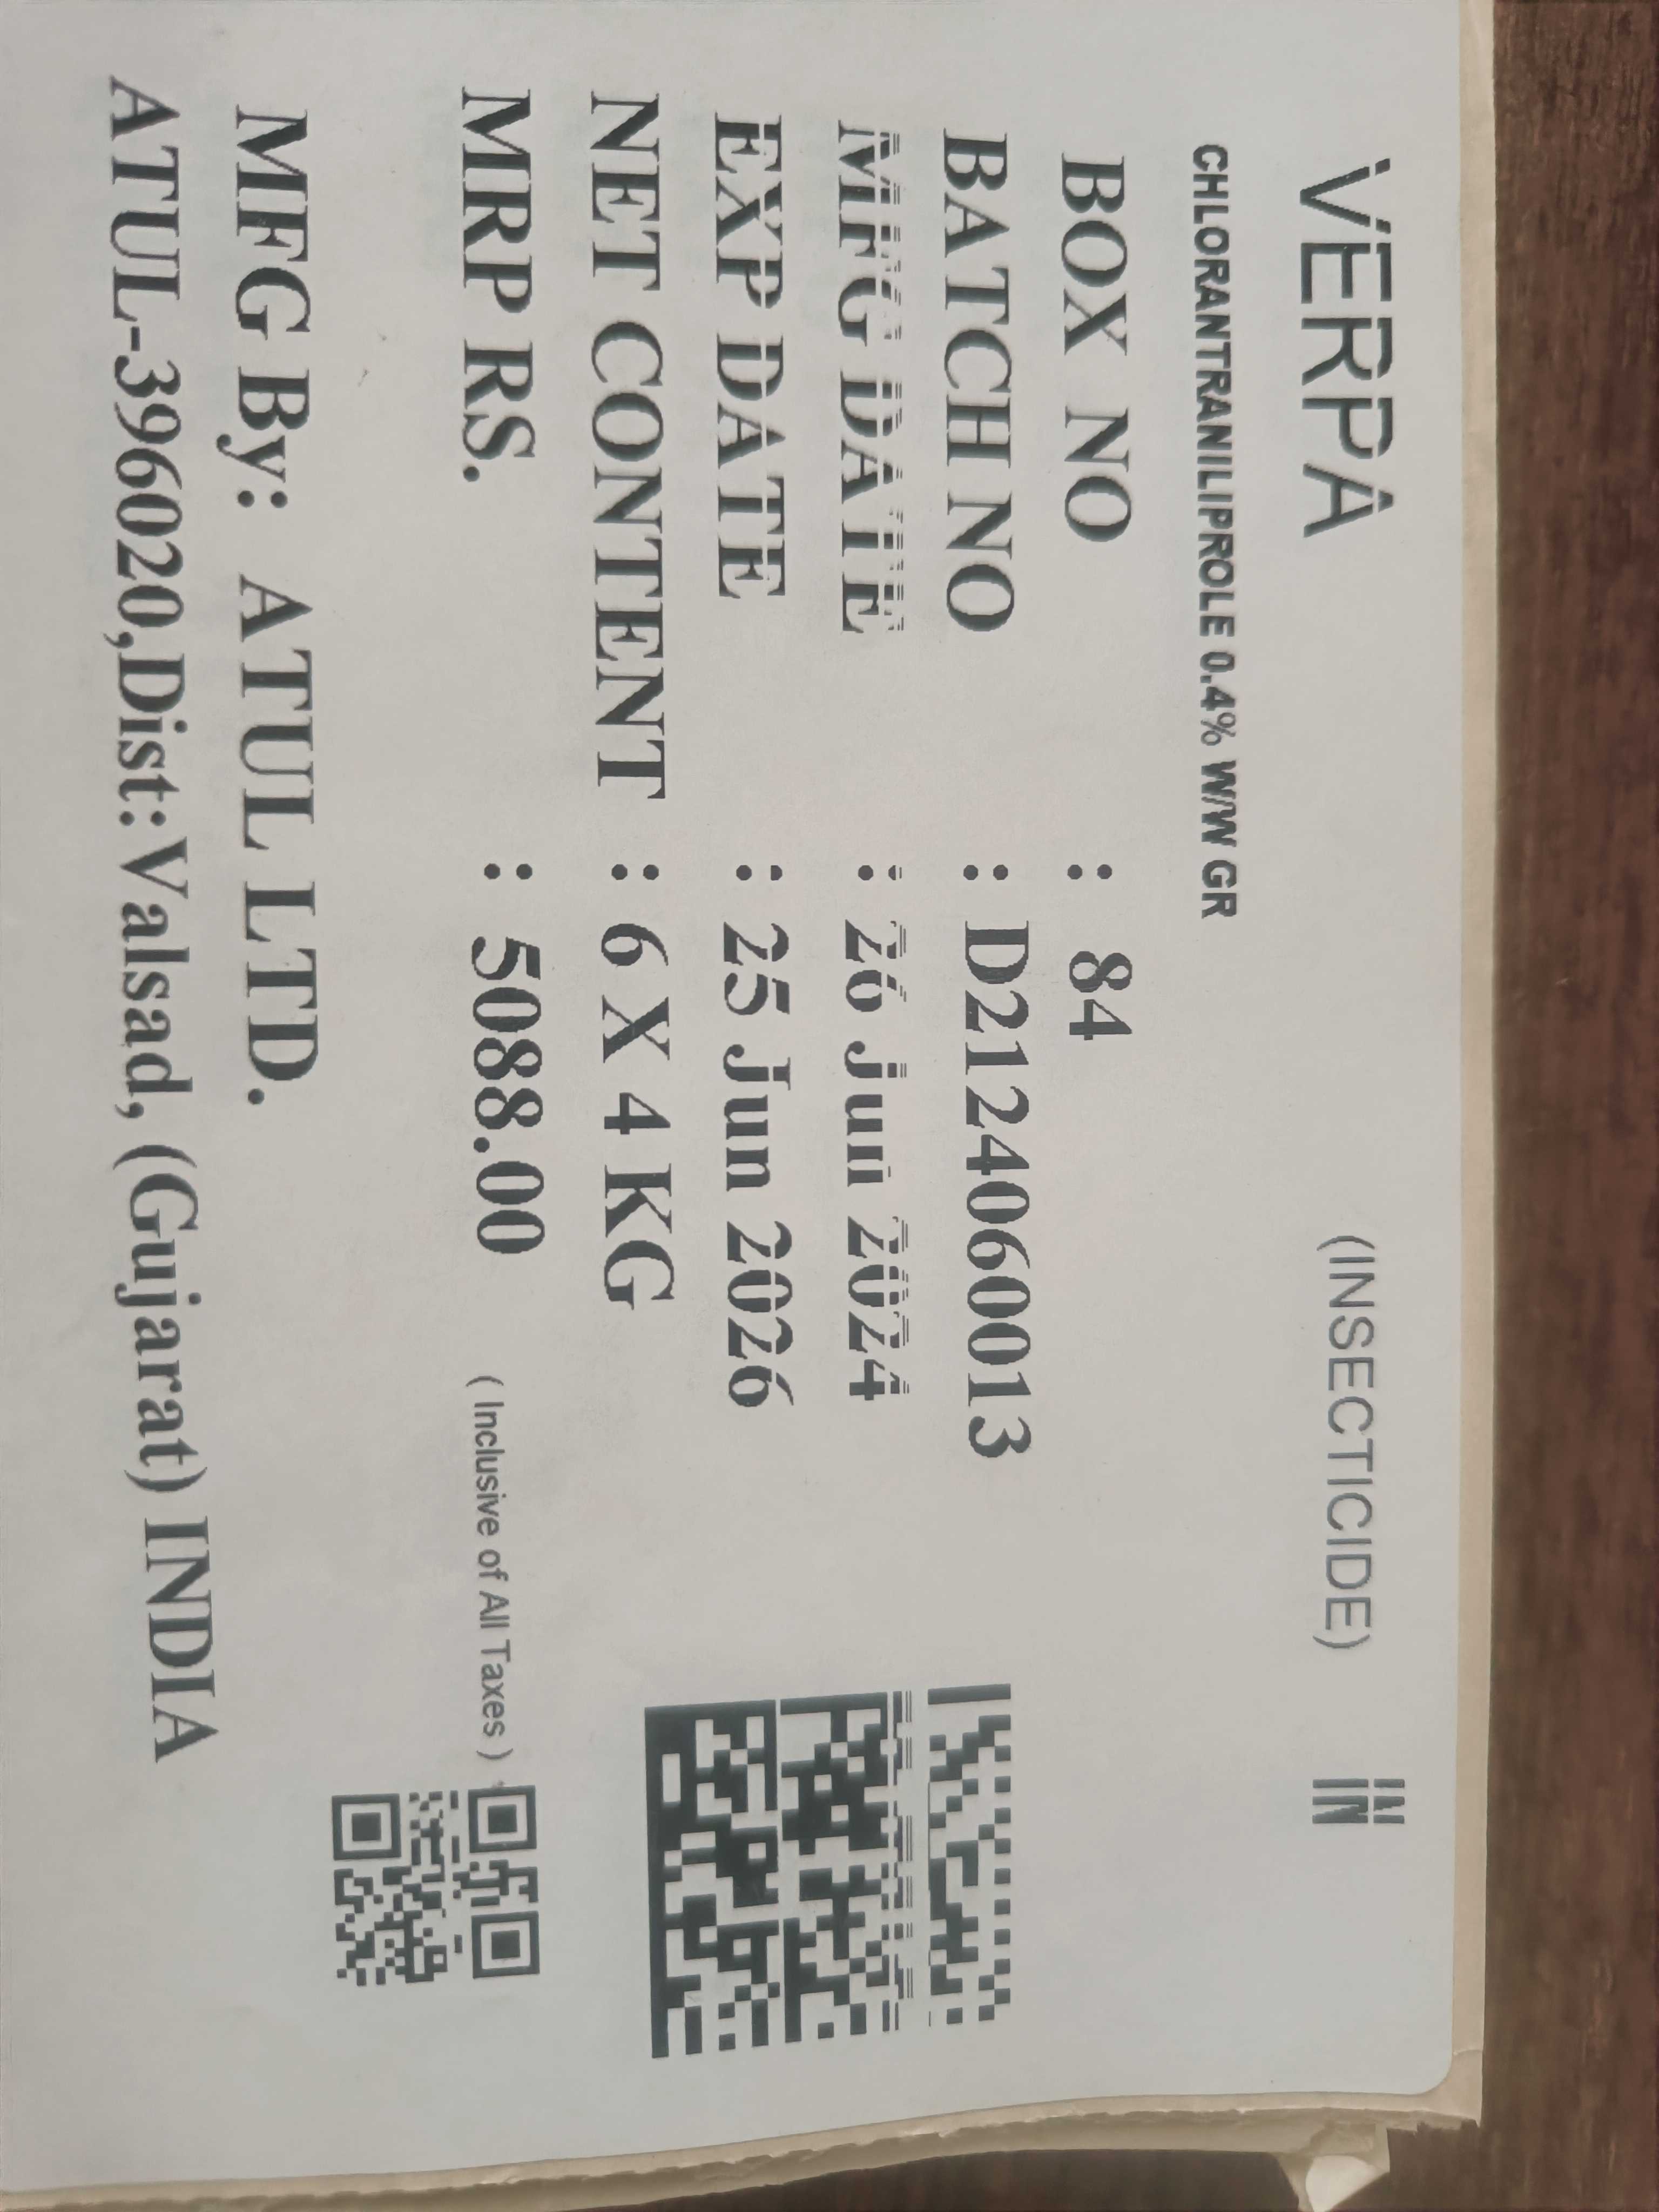 VERPA (INSECTICIDE) IN
CHLORANTRANILIPROLE 0.4% W/W GR
BOX NO : 84
BATCH NO : D2124060013
MFG DATE : 26 Jun 2024
EXP DATE : 25 Jun 2026
NET CONTENT : 6 X 4 KG
MRP RS. : 5088.00 ( Inclusive of All Taxes )
MFG By: ATUL LTD.
ATUL-396020,Dist:Valsad, (Gujarat) INDIA